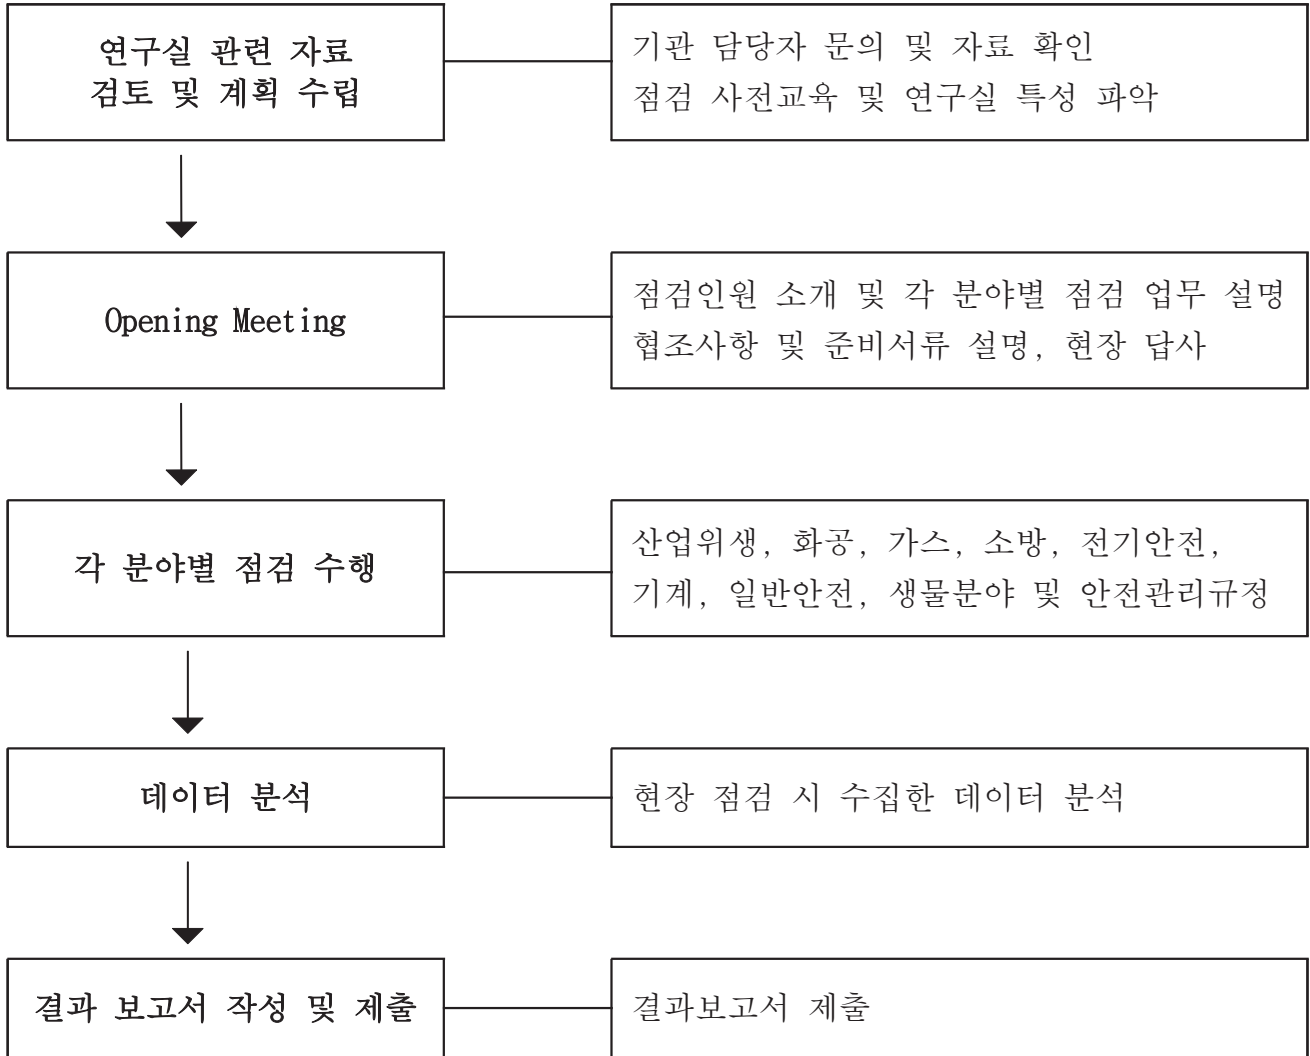 연구실 관련 자료
검토 및 계획 수립
기관 담당자 문의 및 자료 확인
점검 사전교육 및 연구실 특성 파악
Opening Meeting
점검인원 소개 및 각 분야별 점검 업무 설명
협조사항 및 준비서류 설명, 현장 답사
각 분야별 점검 수행
산업위생, 화공, 가스, 소방, 전기안전,
기계, 일반안전, 생물분야 및 안전관리규정
데이터 분석
현장 점검 시 수집한 데이터 분석
결과 보고서 작성 및 제출
결과보고서 제출